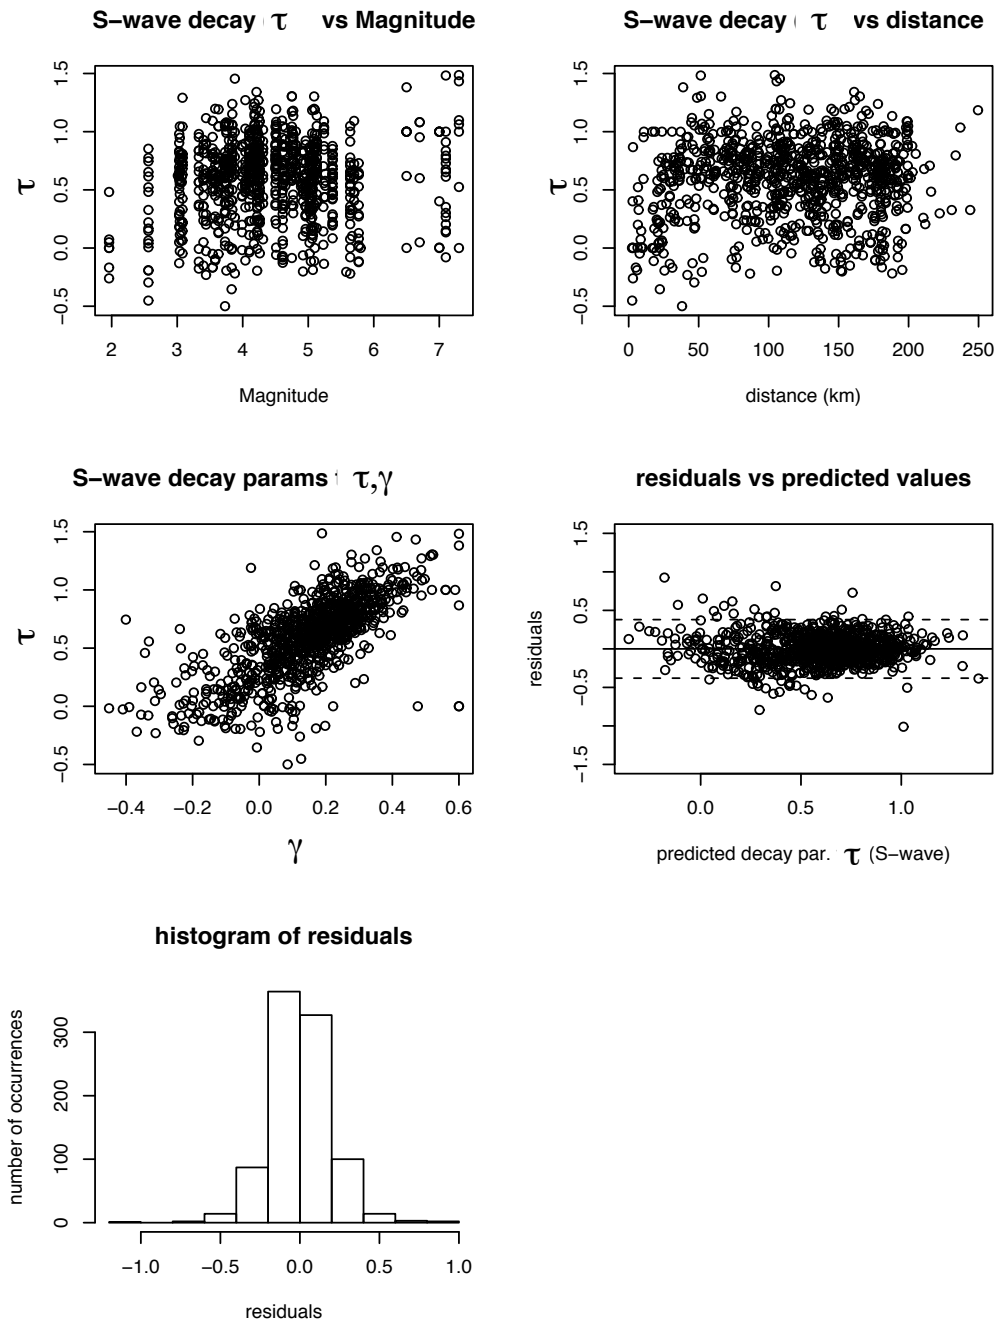 S−wave decay ( τ vs Magnitude
τ
1.5
1.0
0.5
0.0
−0.5
2 3 4 5 6 7
Magnitude
S−wave decay ( τ vs distance
τ
1.5
1.0
0.5
0.0
−0.5
0 50 100 150 200 250
distance (km)
S−wave decay params τ,γ
τ
1.5
1.0
0.5
0.0
−0.5
−0.4 −0.2 0.0 0.2 0.4 0.6
γ
residuals vs predicted values
residuals
1.5
0.5
−0.5
−1.5
0.0 0.5 1.0
predicted decay par. τ (S−wave)
histogram of residuals
number of occurrences
300
200
100
0
−1.0 −0.5 0.0 0.5 1.0
residuals